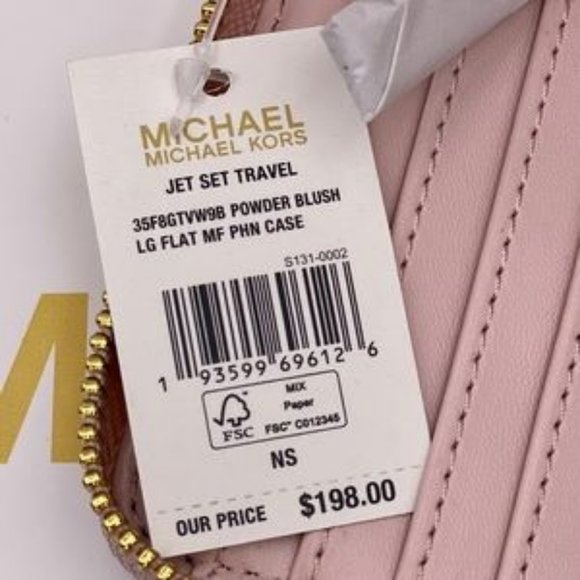 MICHAEL
MICHAEL KORS
JET SET TRAVEL
35F8GTVW9B POWDER BLUSH
LG FLAT MF PHN CASE
S131-0002
1 93599 69612 6
MIX
Paper
FSC
FSC® C012345
NS
OUR PRICE $198.00
M